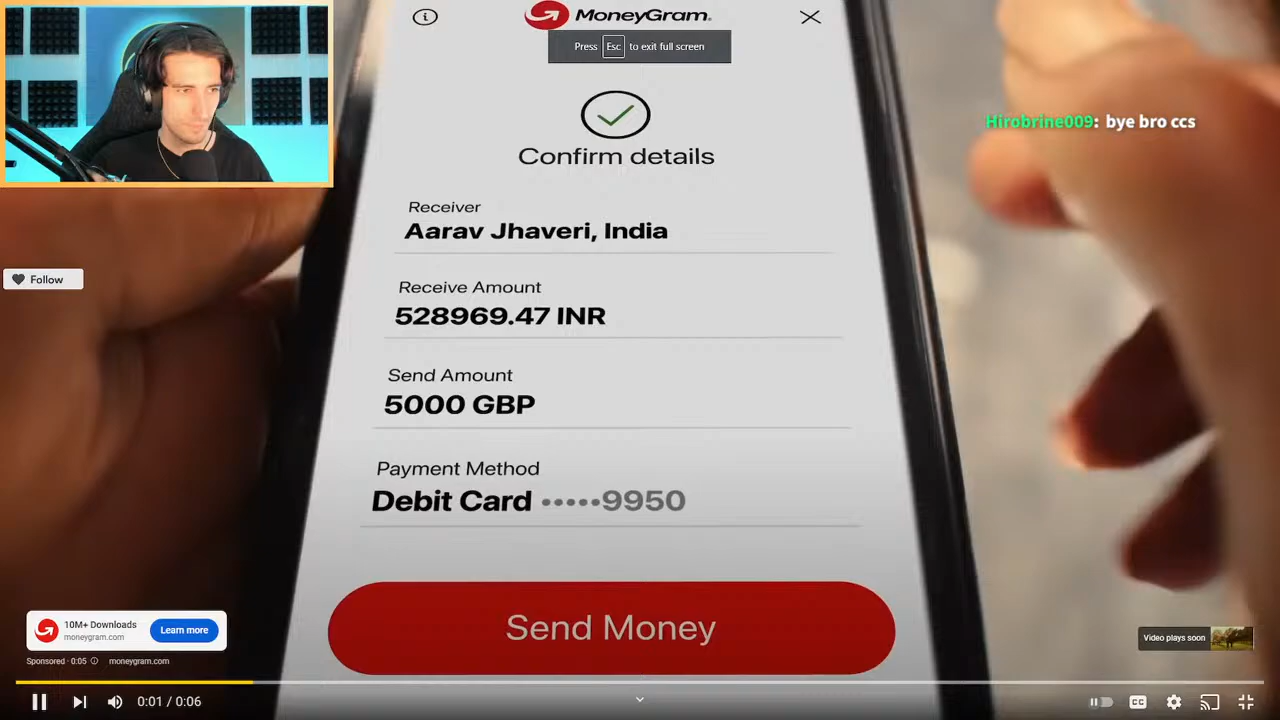 MoneyGram.
Press Esc to exit full screen
Confirm details
Hirobrine009: bye bro ccs
Receiver
Aarav Jhaveri, India
Follow
Receive Amount
528969.47 INR
Send Amount
5000 GBP
Payment Method
Debit Card •••••9950
Send Money
10M+ Downloads
moneygram.com
Learn more
Sponsored · 0:05
moneygram.com
Video plays soon
0:01 / 0:06
CC